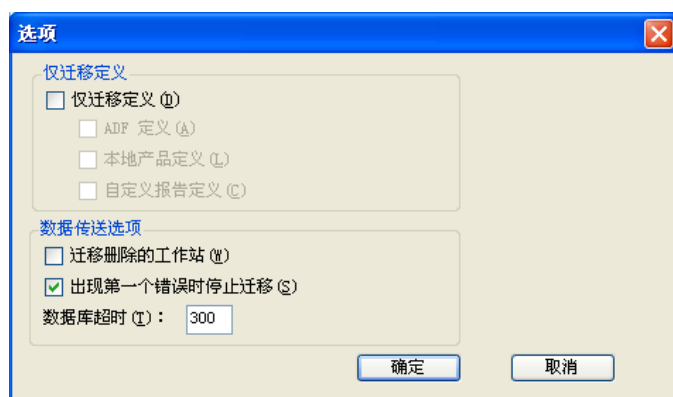 选项
仅迁移定义
仅迁移定义(D)
ADF 定义(A)
本地产品定义(L)
自定义报告定义(C)
数据传送选项
迁移删除的工作站(W)
出现第一个错误时停止迁移(S)
数据库超时(T)： 300
确定 取消